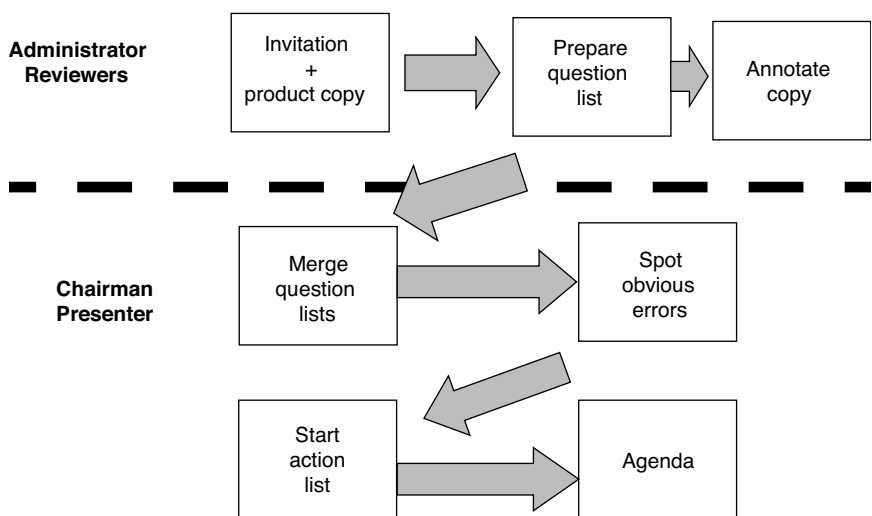 Administrator
Reviewers
Invitation
+
product copy
Prepare
question
list
Annotate
copy
Chairman
Presenter
Merge
question
lists
Spot
obvious
errors
Start
action
list
Agenda